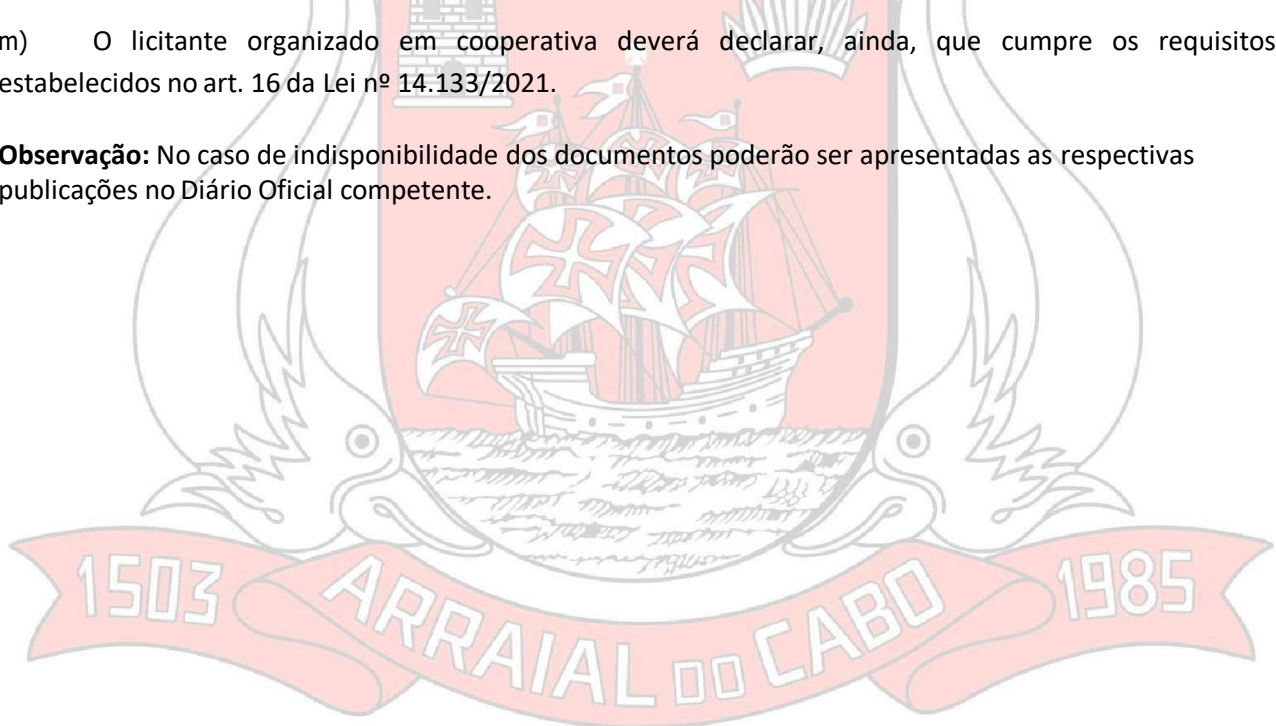 m) O licitante organizado em cooperativa deverá declarar, ainda, que cumpre os requisitos
estabelecidos no art. 16 da Lei nº 14.133/2021.
Observação: No caso de indisponibilidade dos documentos poderão ser apresentadas as respectivas
publicações no Diário Oficial competente.
1503 ARRAIAL DO CABO 1985